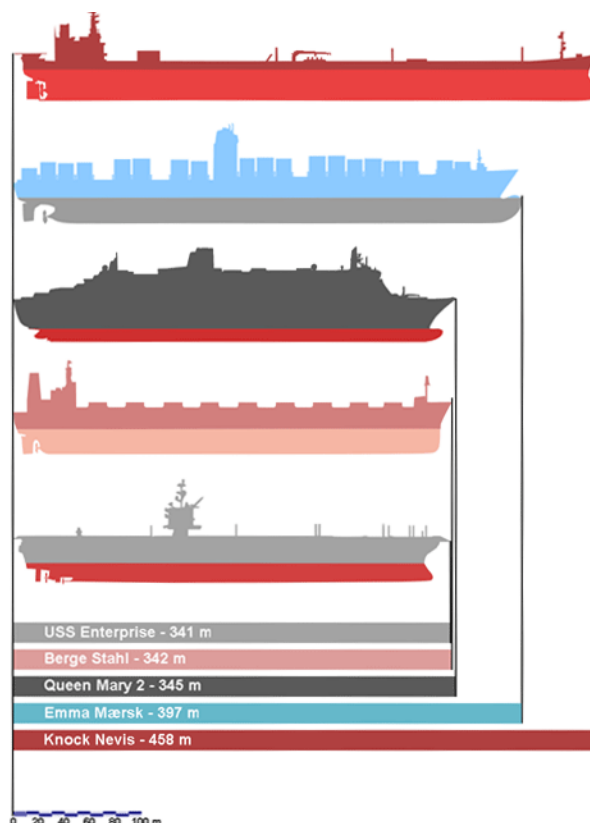 USS Enterprise - 341 m
Berge Stahl - 342 m
Queen Mary 2 - 345 m
Emma Mærsk - 397 m
Knock Nevis - 458 m
0 20 40 60 80 100 m